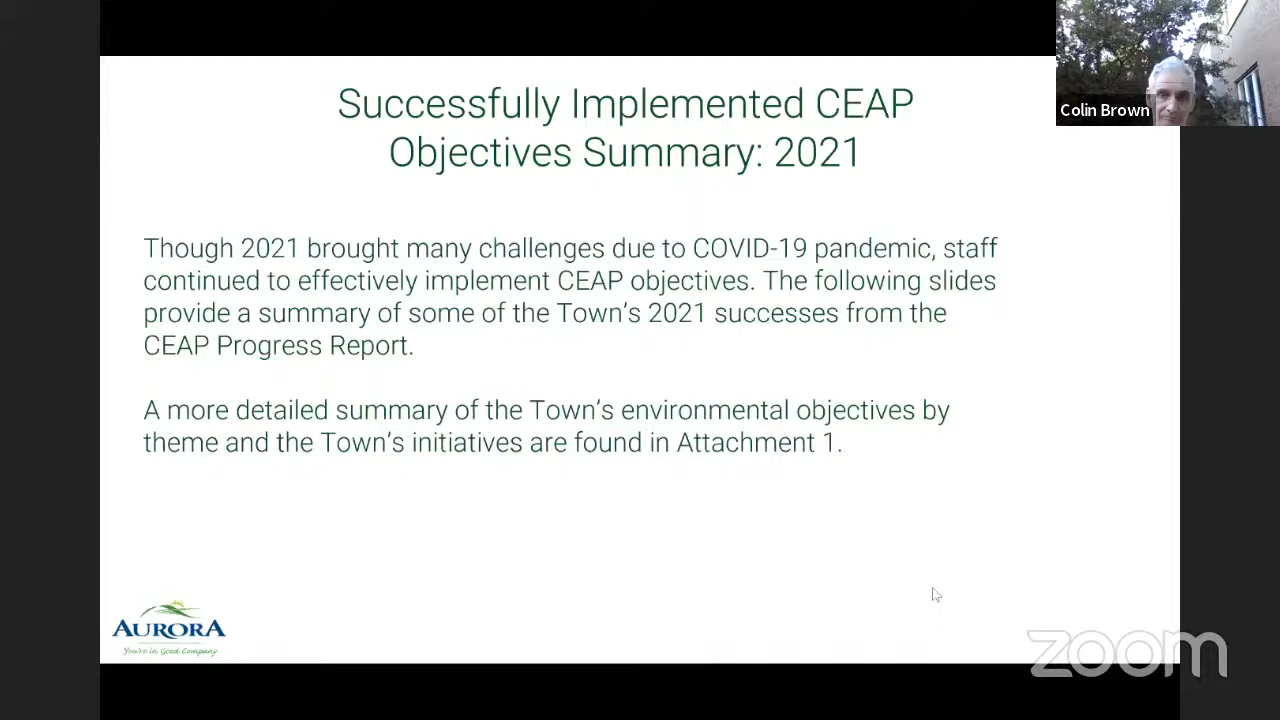 Successfully Implemented CEAP
Objectives Summary: 2021
Colin Brown
Though 2021 brought many challenges due to COVID-19 pandemic, staff
continued to effectively implement CEAP objectives. The following slides
provide a summary of some of the Town's 2021 successes from the
CEAP Progress Report.
A more detailed summary of the Town's environmental objectives by
theme and the Town's initiatives are found in Attachment 1.
AURORA
You're in Good Company
zoom